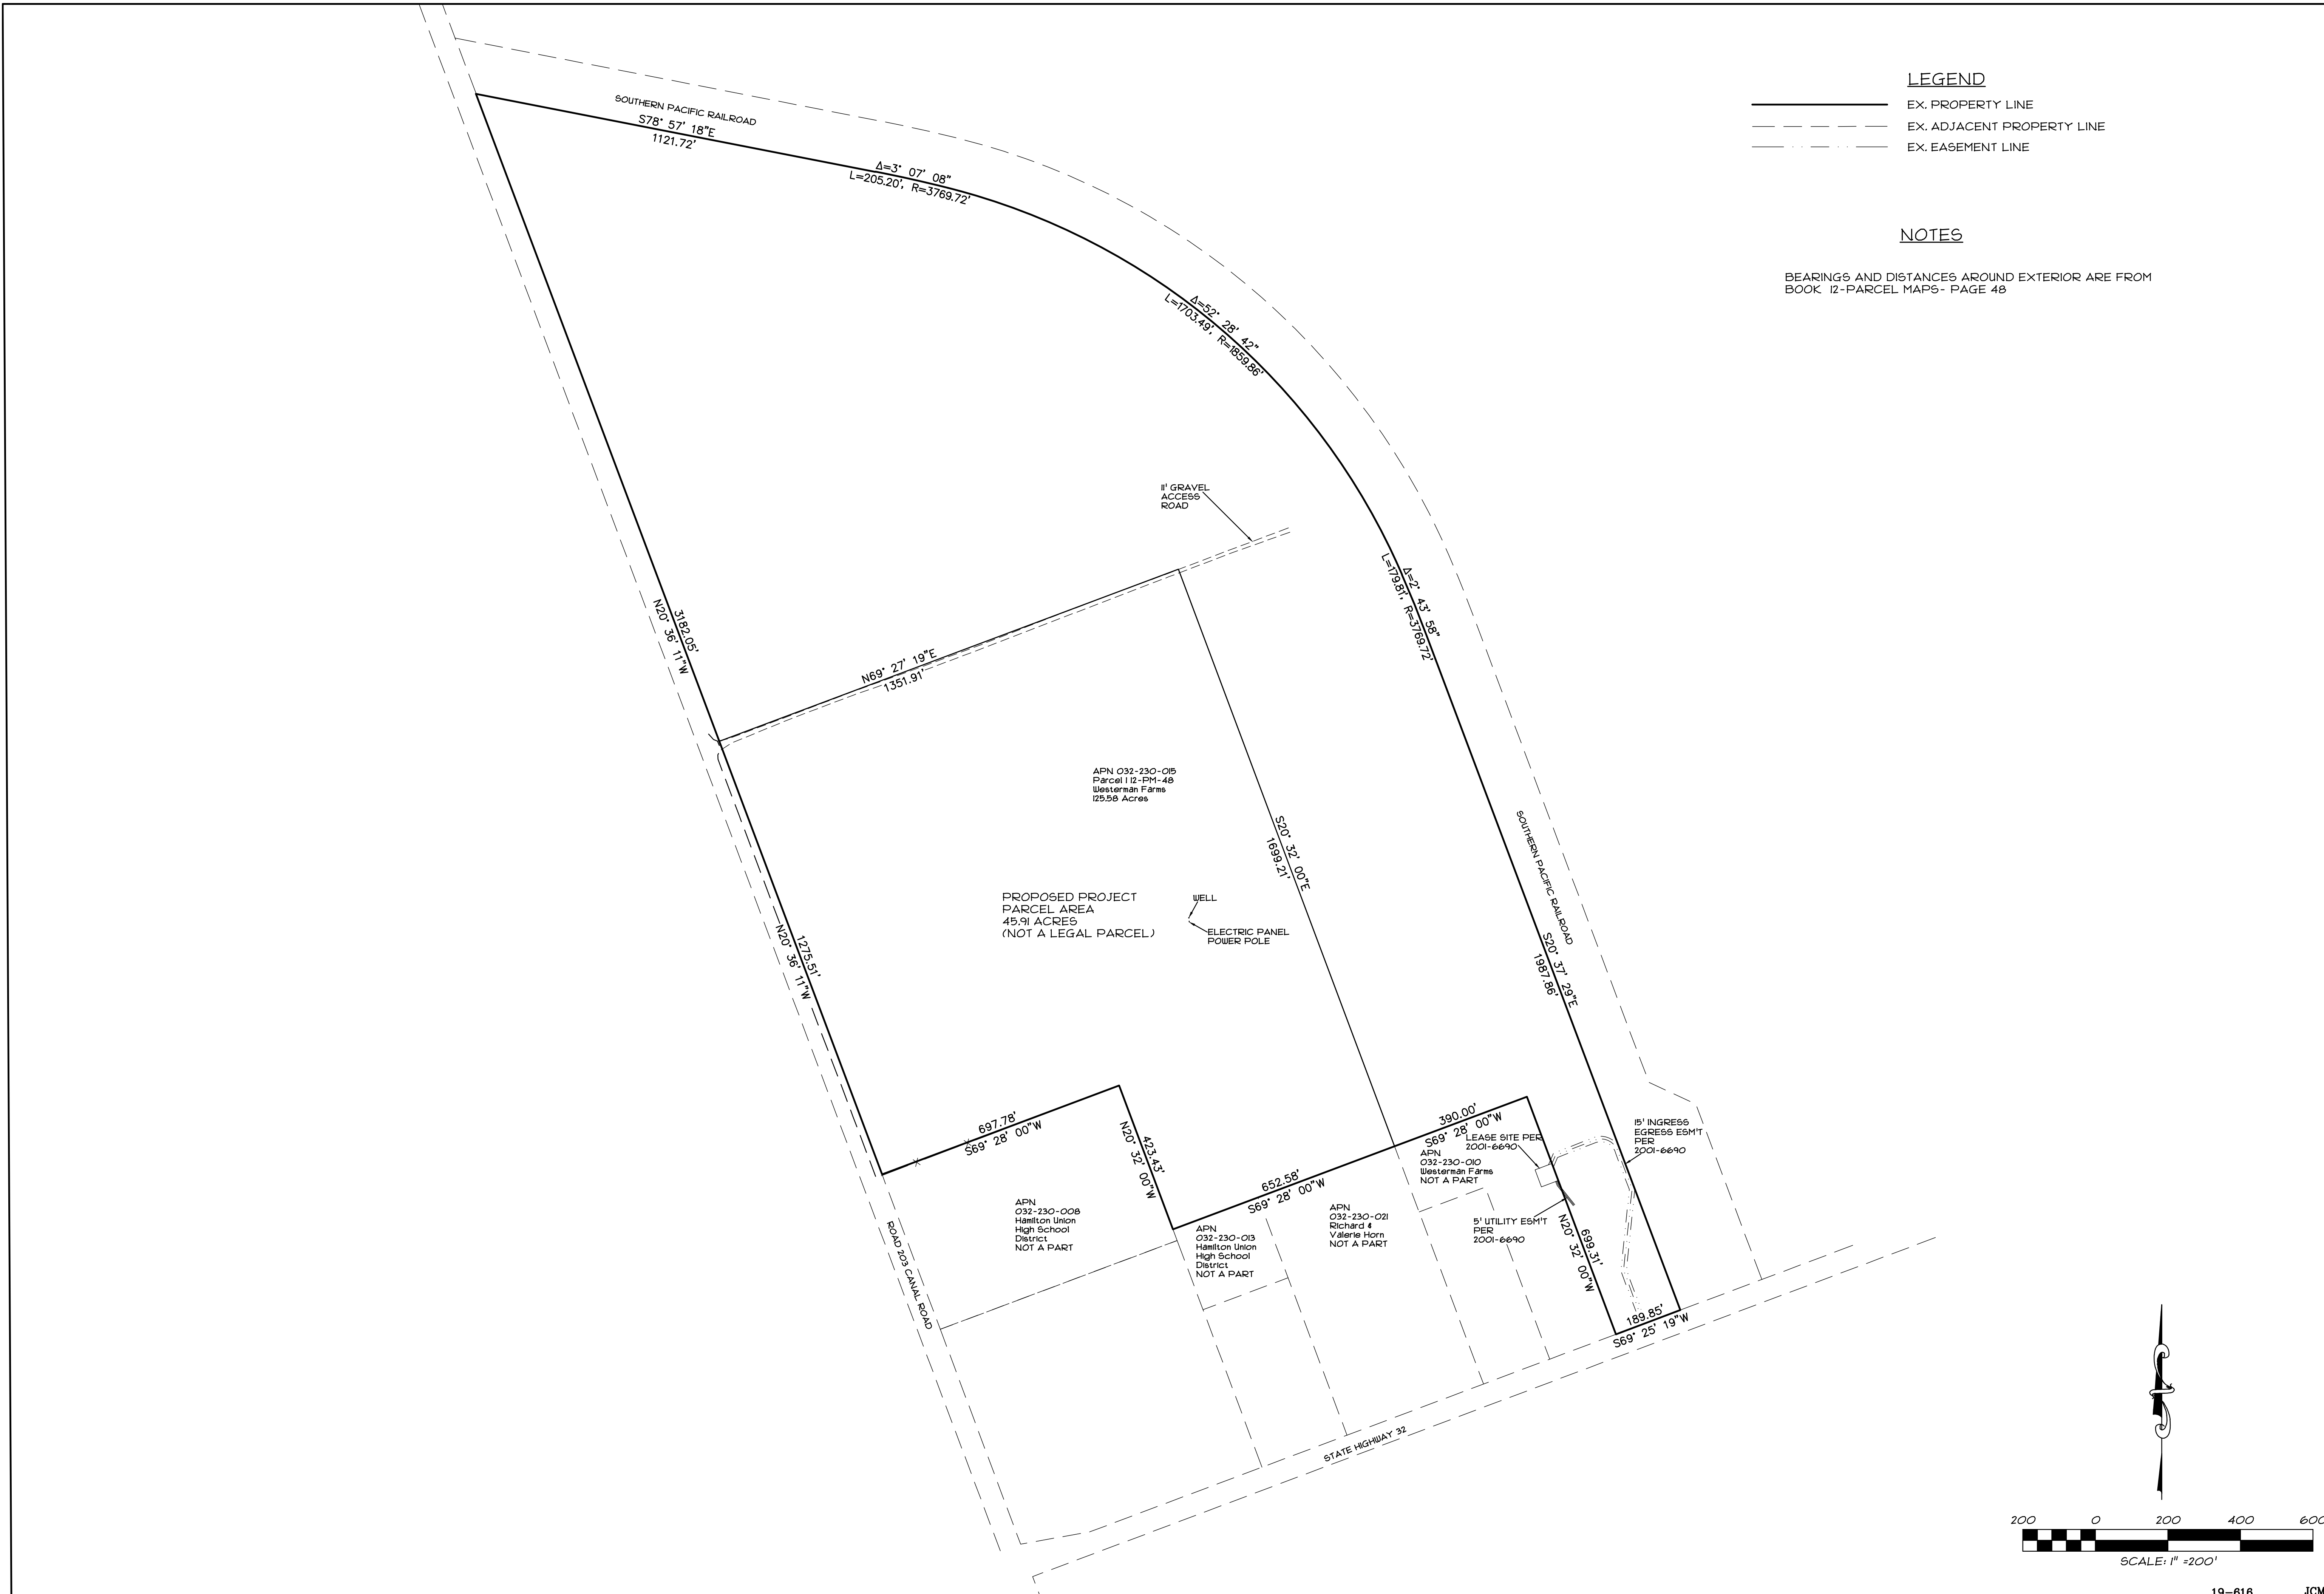 LEGEND
EX. PROPERTY LINE
EX. ADJACENT PROPERTY LINE
EX. EASEMENT LINE
NOTES
BEARINGS AND DISTANCES AROUND EXTERIOR ARE FROM
BOOK 12-PARCEL MAPS- PAGE 48
SOUTHERN PACIFIC RAILROAD
S78° 57' 18"E
1121.72'
Δ=3° 07' 08"
L=205.20', R=3769.72'
Δ=52° 28' 42"
L=1703.49', R=1859.86'
11' GRAVEL
ACCESS
ROAD
Δ=2° 43' 58"
L=179.81', R=3769.72'
3182.05'
N20° 36' 11"W
N69° 27' 19"E
1351.91'
APN 032-230-015
Parcel 1 12-PM-48
Westerman Farms
125.58 Acres
S20° 32' 00"E
1699.21'
SOUTHERN PACIFIC RAILROAD
S20° 37' 29"E
1987.86'
PROPOSED PROJECT
PARCEL AREA
45.91 ACRES
(NOT A LEGAL PARCEL)
WELL
ELECTRIC PANEL
POWER POLE
1275.51'
N20° 36' 11"W
697.78'
S69° 28' 00"W
423.43'
N20° 32' 00"W
652.58'
S69° 28' 00"W
390.00'
S69° 28' 00"W
LEASE SITE PER
2001-6690
15' INGRESS
EGRESS ESM'T
PER
2001-6690
APN
032-230-010
Westerman Farms
NOT A PART
APN
032-230-008
Hamilton Union
High School
District
NOT A PART
APN
032-230-013
Hamilton Union
High School
District
NOT A PART
APN
032-230-021
Richard &
Valerie Horn
NOT A PART
5' UTILITY ESM'T
PER
2001-6690
699.31'
N20° 32' 00"W
189.85'
S69° 25' 19"W
ROAD 203 CANAL ROAD
STATE HIGHWAY 32
200 0 200 400 600
SCALE: 1" =200'
19-616 JCM